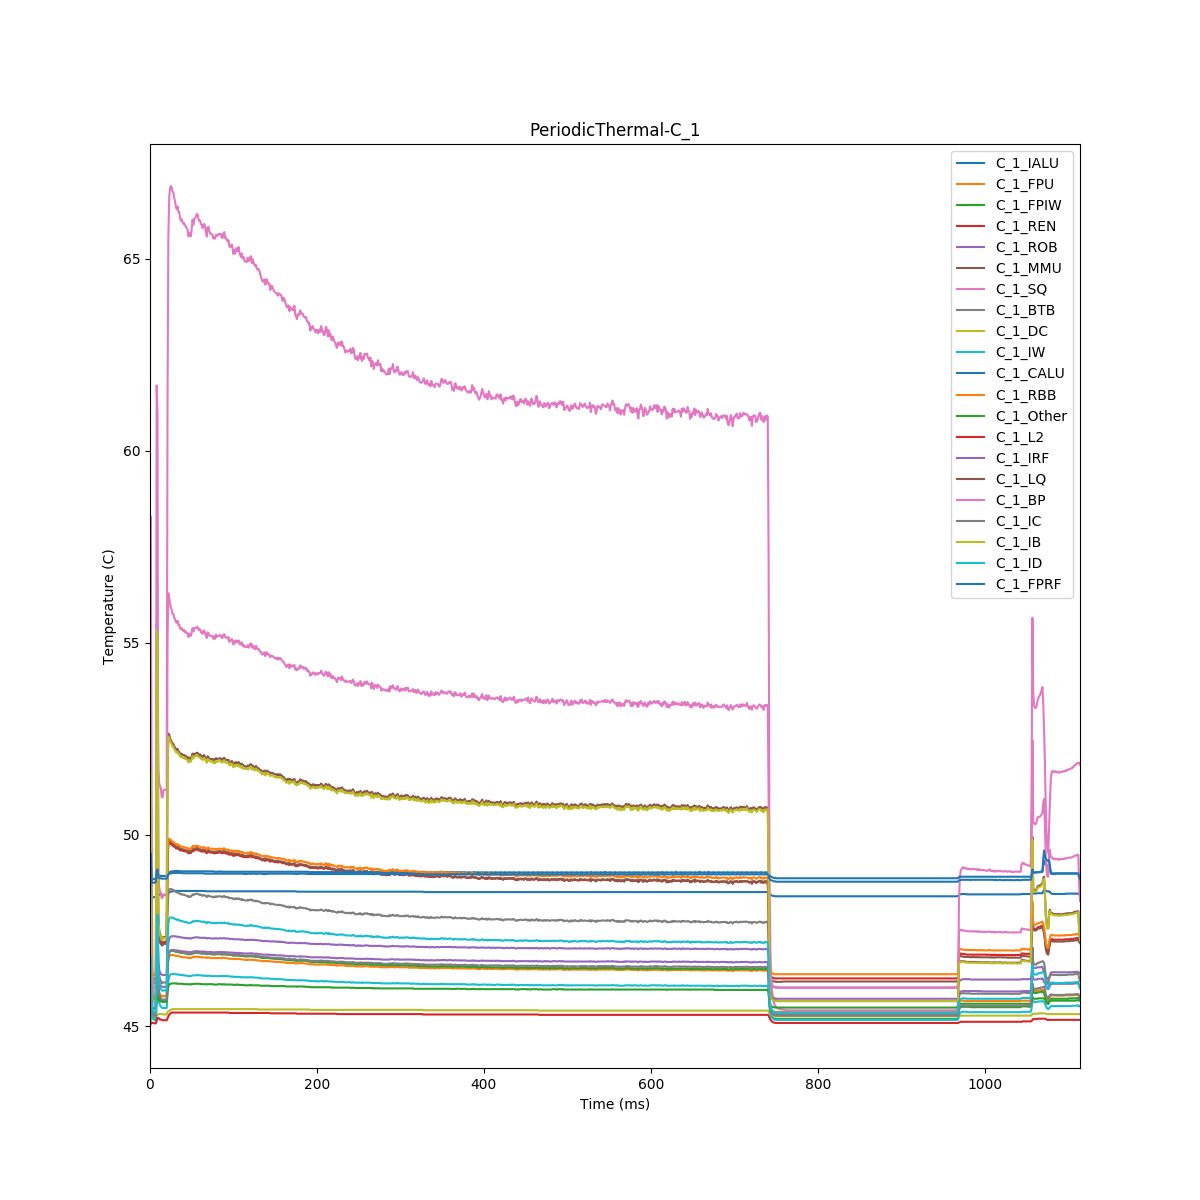 PeriodicThermal-C_1
C_1_IALU
C_1_FPU
C_1_FPIW
C_1_REN
C_1_ROB
C_1_MMU
C_1_SQ
C_1_BTB
C_1_DC
C_1_IW
C_1_CALU
C_1_RBB
C_1_Other
C_1_L2
C_1_IRF
C_1_LQ
C_1_BP
C_1_IC
C_1_IB
C_1_ID
C_1_FPRF
65
60
55
50
45
Temperature (C)
0 200 400 600 800 1000
Time (ms)